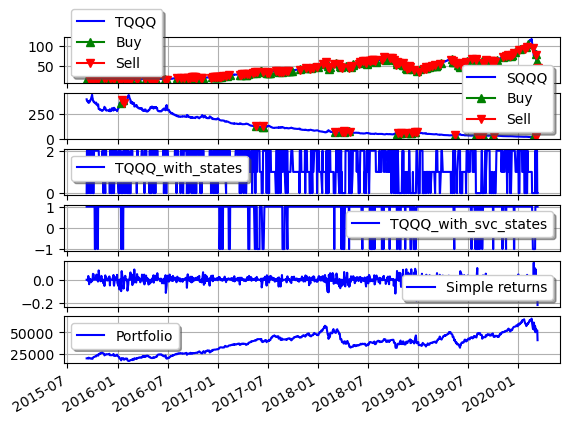 TQQQ
Buy
Sell
100
50
SQQQ
Buy
Sell
250
0
TQQQ_with_states
2
0
TQQQ_with_svc_states
1
0
−1
Simple returns
0.0
−0.2
Portfolio
50000
25000
2015-07
2016-01
2016-07
2017-01
2017-07
2018-01
2018-07
2019-01
2019-07
2020-01